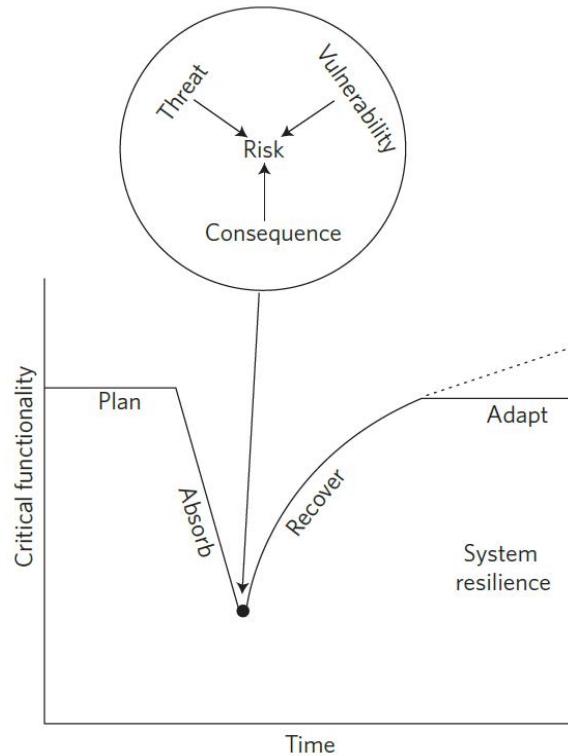 Threat
Vulnerability
Risk
Consequence
Critical functionality
Plan
Absorb
Recover
Adapt
System
resilience
Time